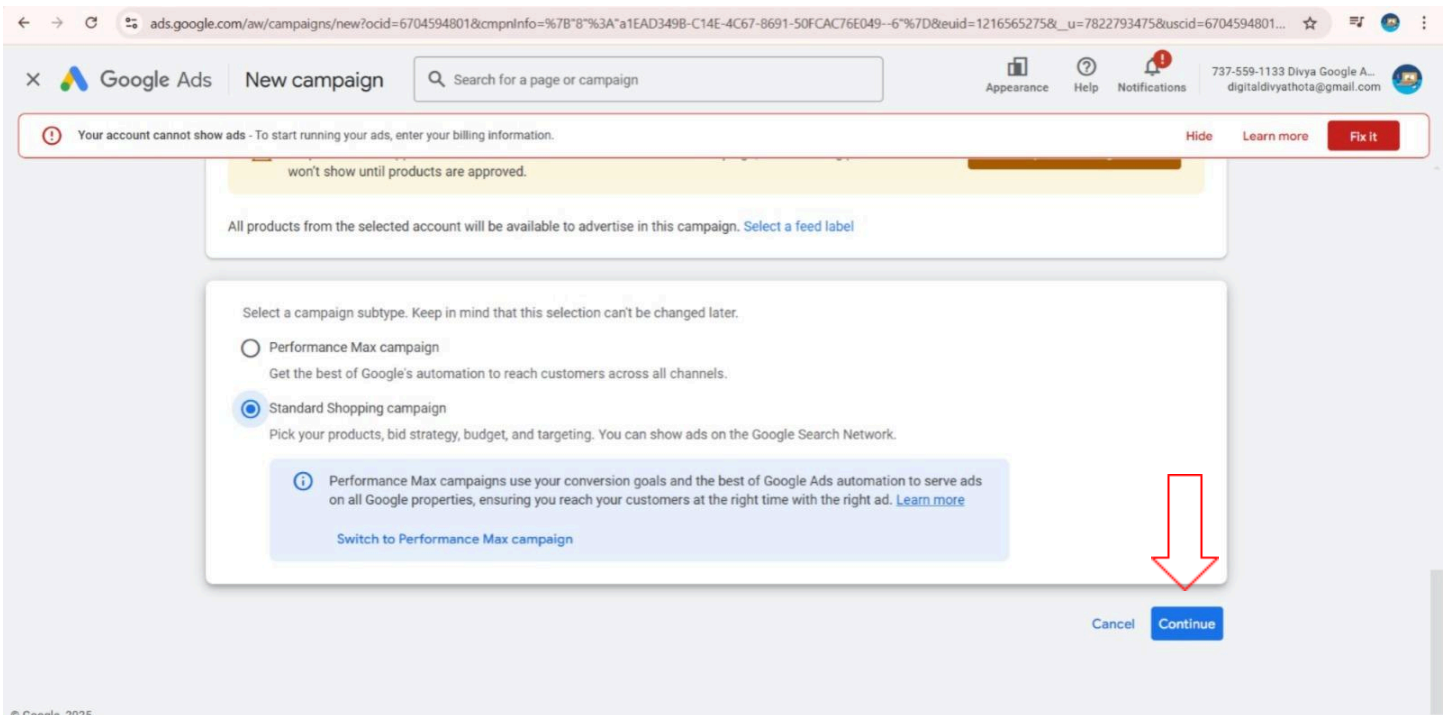 ads.google.com/aw/campaigns/new?ocid=6704594801&cmpnInfo=%7B"8"%3A"a1EAD349B-C14E-4C67-8691-50FCAC76E049--6"%7D&euid=1216565275&__u=7822793475&uscid=6704594801...
Google Ads New campaign Search for a page or campaign Appearance Help Notifications 737-559-1133 Divya Google A...
digitaldivyathota@gmail.com
Your account cannot show ads - To start running your ads, enter your billing information. Hide Learn more Fix it
won't show until products are approved.
All products from the selected account will be available to advertise in this campaign. Select a feed label
Select a campaign subtype. Keep in mind that this selection can't be changed later.
Performance Max campaign
Get the best of Google's automation to reach customers across all channels.
Standard Shopping campaign
Pick your products, bid strategy, budget, and targeting. You can show ads on the Google Search Network.
Performance Max campaigns use your conversion goals and the best of Google Ads automation to serve ads
on all Google properties, ensuring you reach your customers at the right time with the right ad. Learn more
Switch to Performance Max campaign
Cancel Continue
© Google, 2025